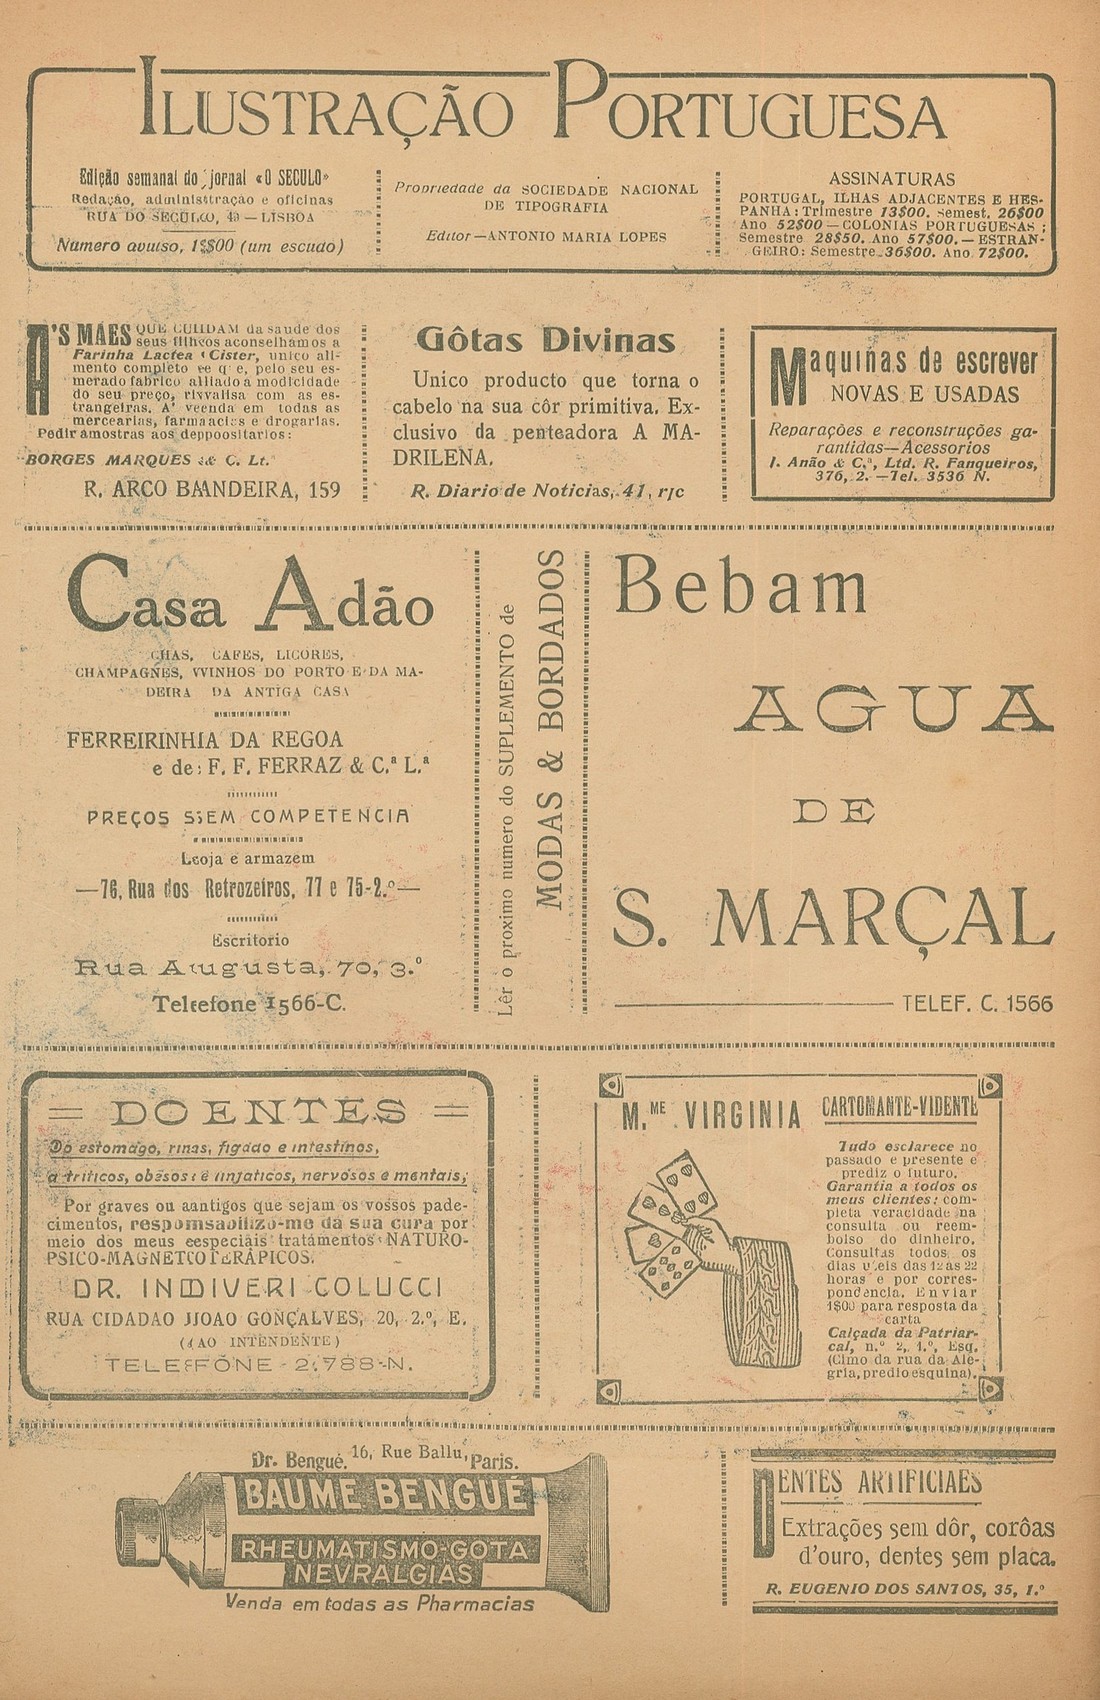 ILUSTRAÇÃO PORTUGUESA
Edição semanal do jornal «O SECULO»
Redação, administração e oficinas
RUA DO SECULO, 43 — LISBOA
Numero avulso, 1$00 (um escudo)
Propriedade da SOCIEDADE NACIONAL
DE TIPOGRAFIA
Editor—ANTONIO MARIA LOPES
ASSINATURAS
PORTUGAL, ILHAS ADJACENTES E HES-
PANHA: Trimestre 13$00. Semest. 26$00
Ano 52$00—COLONIAS PORTUGUESAS:
Semestre 28$50. Ano 57$00.—ESTRAN-
GEIRO: Semestre 36$00. Ano 72$00.
A'S MAES QUE CUIDAM da saude dos
seus filhos aconselhamos a
Farinha Lactea «Cister, unico ali-
mento completo e que, pelo seu es-
merado fabrico alliado á modicidade
do seu preço, rivalisa com as es-
trangeiras. A' venda em todas as
mercearias, farmacias e drogarias.
Pedir amostras aos depositarios:
BORGES MARQUES & C. Lt.ª
R. ARCO BANDEIRA, 159
Gôtas Divinas
Unico producto que torna o
cabelo na sua côr primitiva. Ex-
clusivo da penteadora A MA-
DRILENA.
R. Diario de Noticias, 41, r/c
Maquinas de escrever
NOVAS E USADAS
Reparações e reconstruções ga-
rantidas—Acessorios
J. Anão & C.ª, Ltd. R. Fanqueiros,
376, 2. —Tel. 3536 N.
Casa Adão
CHAS, CAFES, LICORES,
CHAMPAGNES, VINHOS DO PORTO E DA MA-
DEIRA DA ANTIGA CASA
FERREIRINHA DA REGOA
e de: F. F. FERRAZ & C.ª L.ª
PREÇOS SEM COMPETENCIA
Loja e armazem
—76, Rua dos Retrozeiros, 77 e 75-2.º—
Escritorio
Rua Augusta, 70, 3.º
Telefone 1566-C.
Lêr o proximo numero do SUPLEMENTO de
MODAS & BORDADOS
Bebam
AGUA
DE
S. MARÇAL
TELEF. C. 1566
= DOENTES =
Do estomago, rinas, figado e intestinos,
a triticos, obesos e linfaticos, nervosos e mentais;
Por graves ou antigos que sejam os vossos pade-
cimentos, responsabilizo-me da sua cura por
meio dos meus especiais tratamentos NATURO-
PSICO-MAGNETOTERÀPICOS.
DR. INDIVERI COLUCCI
RUA CIDADAO JOAO GONÇALVES, 20, 2.º, E.
(AO INTENDENTE)
TELEFONE - 2.788-N.
M.ME VIRGINIA CARTOMANTE-VIDENTE
Tudo esclarece no
passado e presente e
prediz o futuro.
Garantia a todos os
meus clientes: com-
pleta veracidade na
consulta ou reem-
bolso do dinheiro.
Consultas todos os
dias uteis das 12 ás 22
horas e por corres-
pondencia. Enviar
1$00 para resposta da
carta
Calçada da Patriar-
cal, n.º 2, 1.º, Esq.
(Cimo da rua da Ale-
gria, predio esquina).
Dr. Bengué. 16, Rue Ballu, Paris.
BAUME BENGUÉ
RHEUMATISMO-GOTA
NEVRALGIAS
Venda em todas as Pharmacias
DENTES ARTIFICIAES
Extrações sem dôr, corôas
d'ouro, dentes sem placa.
R. EUGENIO DOS SANTOS, 35, 1.º